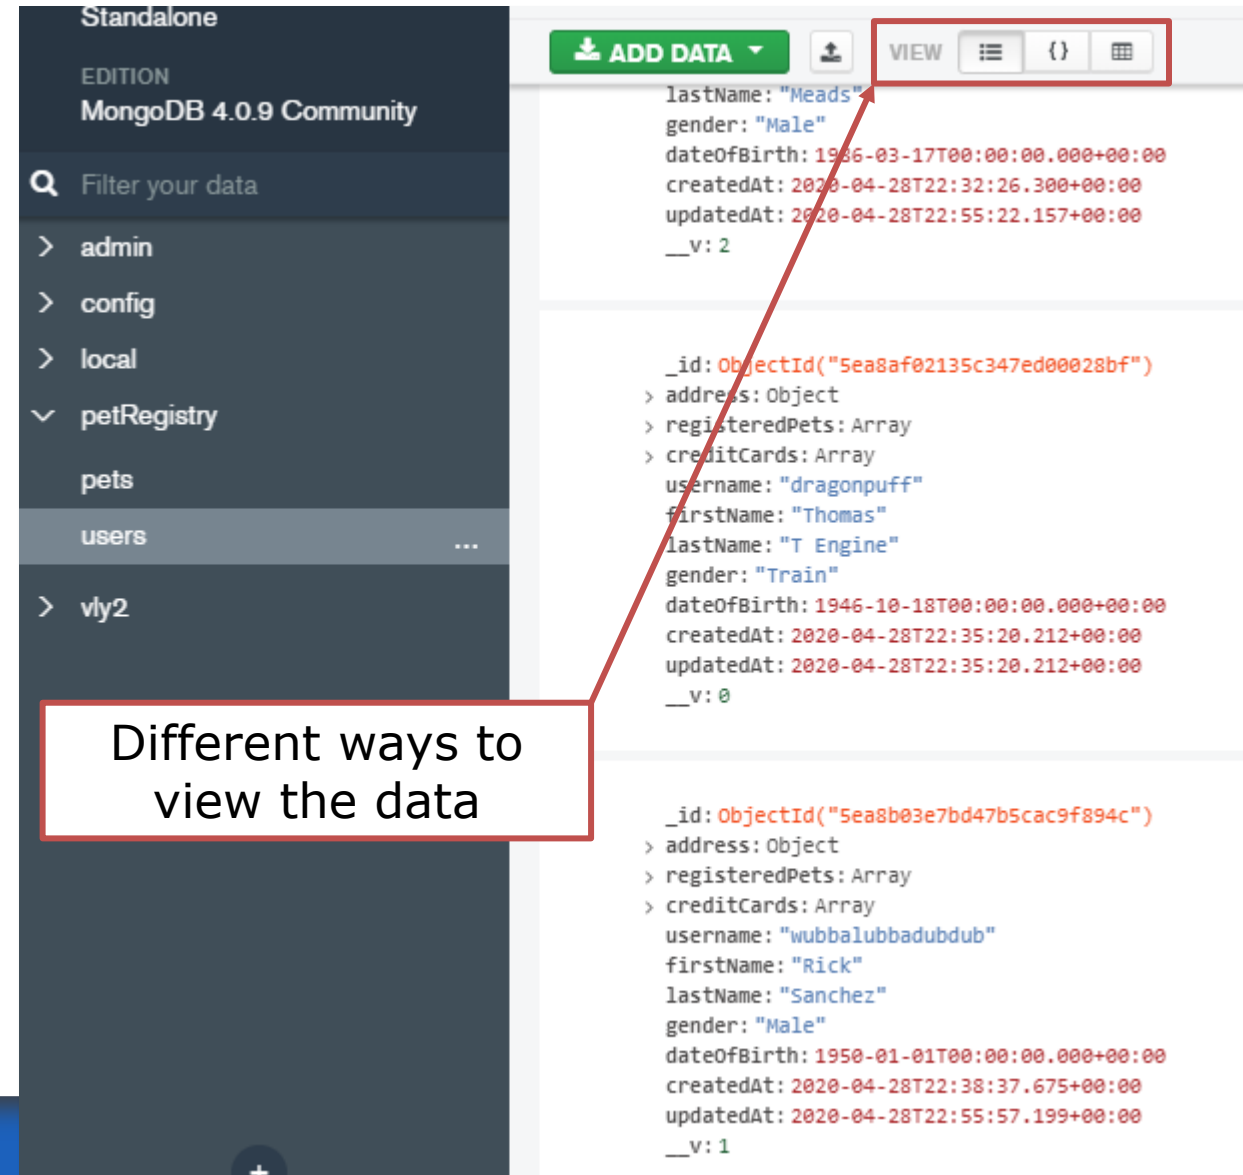 Standalone
EDITION
MongoDB 4.0.9 Community
Filter your data
admin
config
local
petRegistry
pets
users ...
vly2
Different ways to
view the data
ADD DATA
VIEW {}
lastName: "Meads"
gender: "Male"
dateOfBirth: 1986-03-17T00:00:00.000+00:00
createdAt: 2020-04-28T22:32:26.300+00:00
updatedAt: 2020-04-28T22:55:22.157+00:00
__v: 2
_id: ObjectId("5ea8af02135c347ed00028bf")
> address: Object
> registeredPets: Array
> creditCards: Array
username: "dragonpuff"
firstName: "Thomas"
lastName: "T Engine"
gender: "Train"
dateOfBirth: 1946-10-18T00:00:00.000+00:00
createdAt: 2020-04-28T22:35:20.212+00:00
updatedAt: 2020-04-28T22:35:20.212+00:00
__v: 0
_id: ObjectId("5ea8b03e7bd47b5cac9f894c")
> address: Object
> registeredPets: Array
> creditCards: Array
username: "wubbalubbadubdub"
firstName: "Rick"
lastName: "Sanchez"
gender: "Male"
dateOfBirth: 1950-01-01T00:00:00.000+00:00
createdAt: 2020-04-28T22:38:37.675+00:00
updatedAt: 2020-04-28T22:55:57.199+00:00
__v: 1